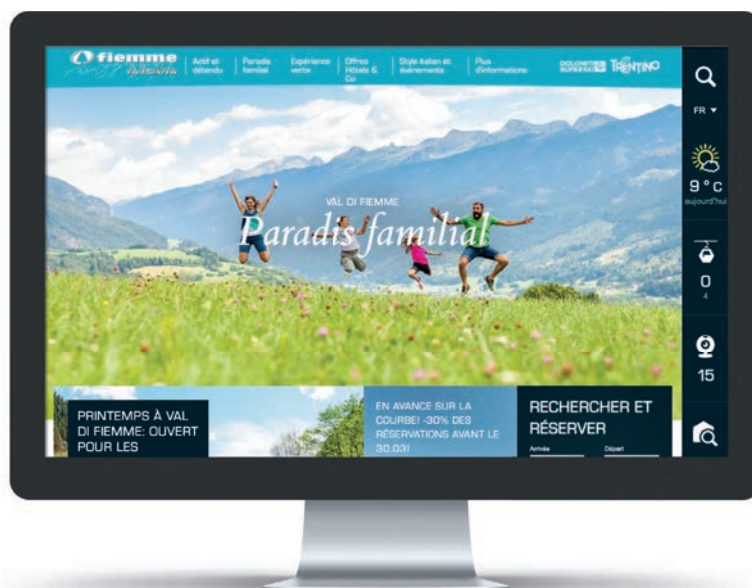 fiemme
Actif et
détendu
Paradis
familial
Expérience
verte
Offres
Hôtels &
Co
Style italien et
événements
Plus
d'informations
DOLOMITI
SUPERSKI
TRENTINO
FR
9°C
aujourd'hui
0
4
15
VAL DI FIEMME
Paradis familial
PRINTEMPS À VAL
DI FIEMME: OUVERT
POUR LES
EN AVANCE SUR LA
COURBE! -30% DES
RÉSERVATIONS AVANT LE
30.03!
RECHERCHER ET
RÉSERVER
Arrivée
Départ